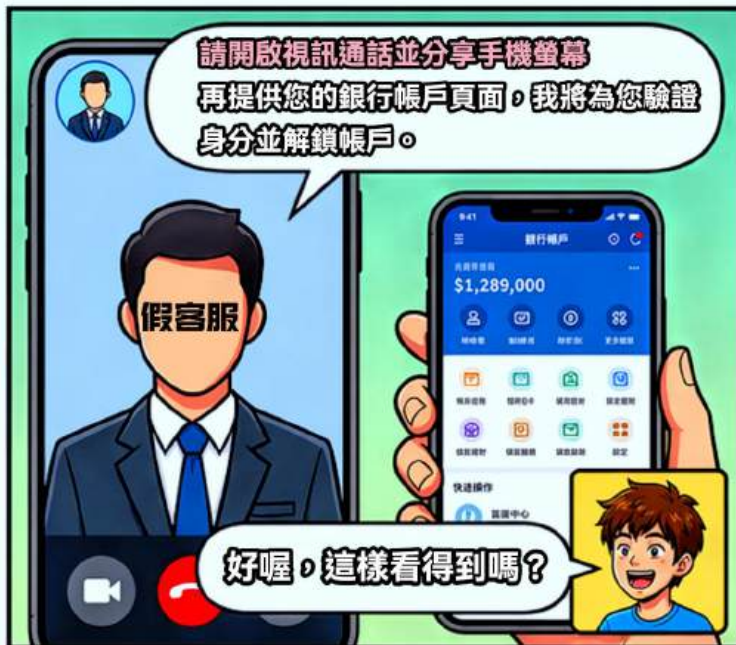 請開啟視訊通話並分享手機螢幕
再提供您的銀行帳戶頁面，我將為您驗證
身分並解鎖帳戶。
假客服
9:41
銀行帳戶
$1,289,000
設定
快速操作
好喔，這樣看得到嗎？